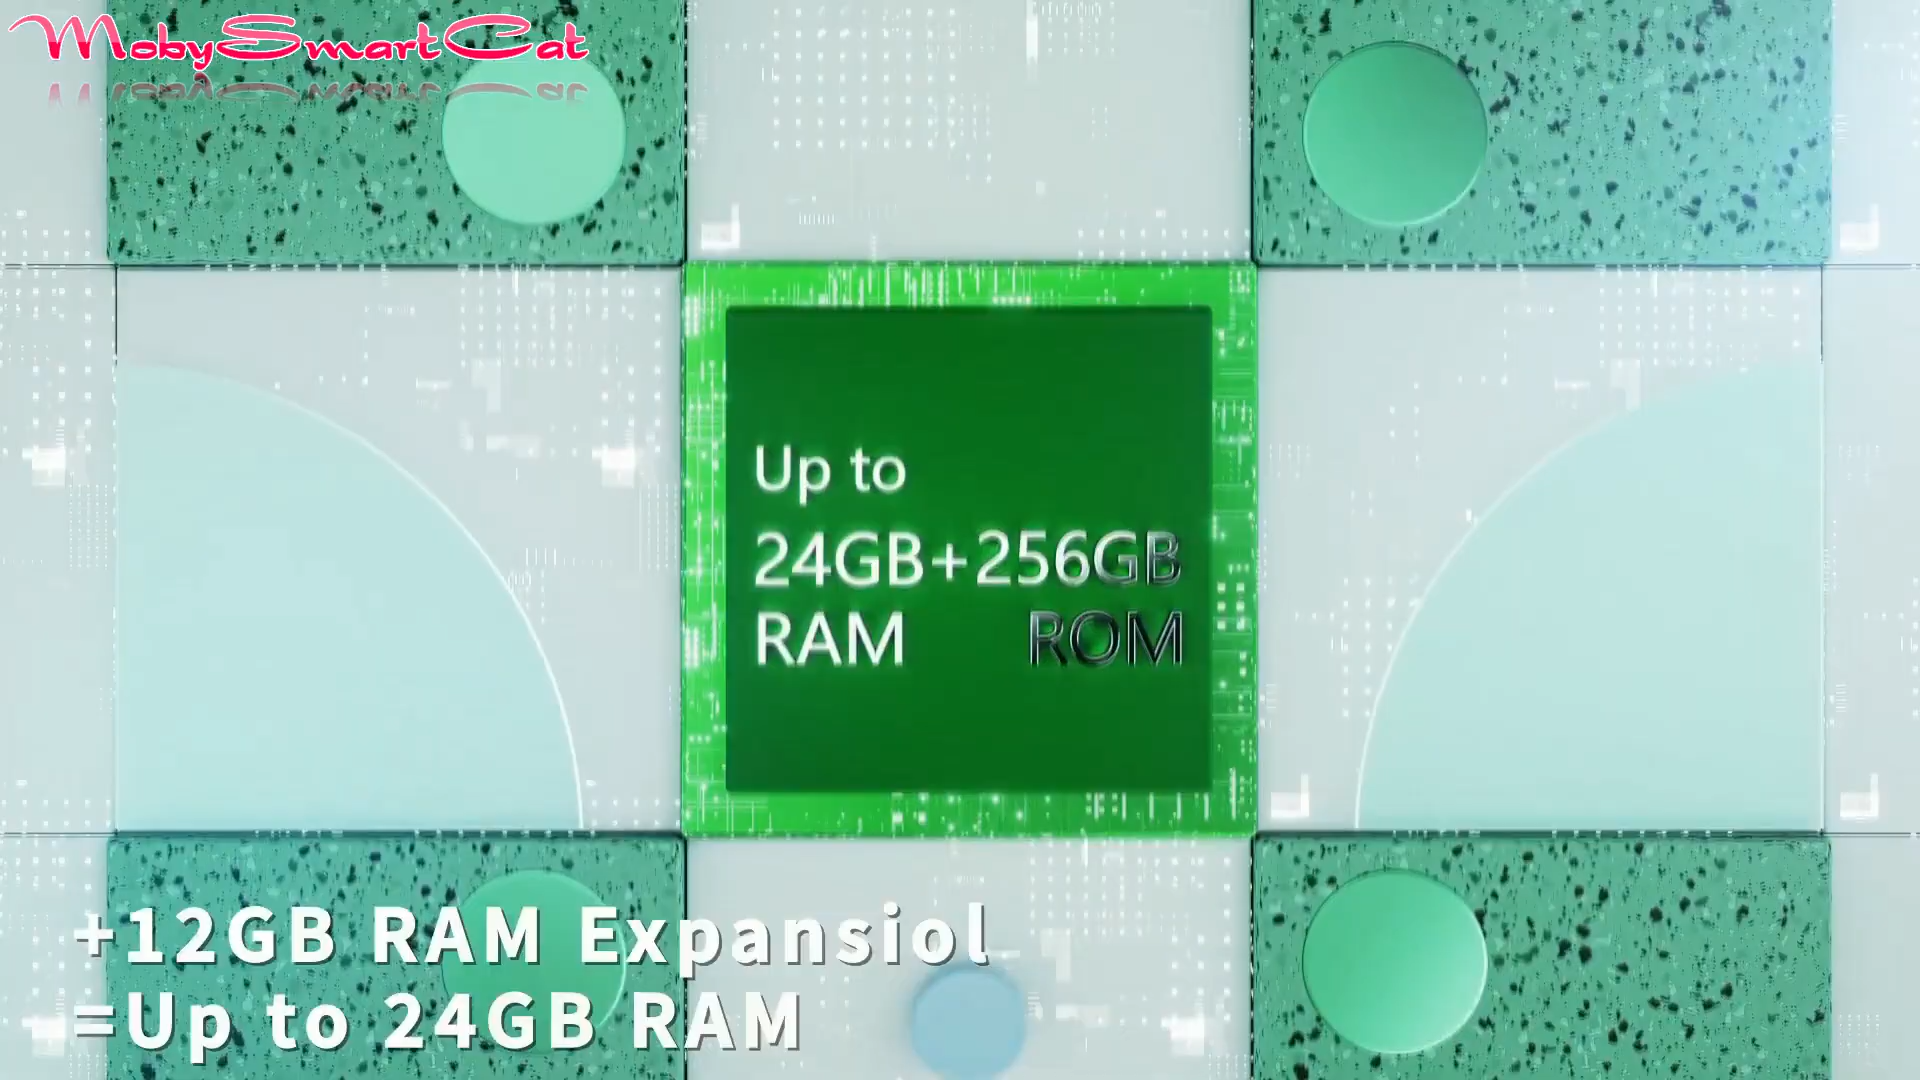 MobySmartCat
Up to
24GB+256GB
RAM ROM
+12GB RAM Expansiol
=Up to 24GB RAM